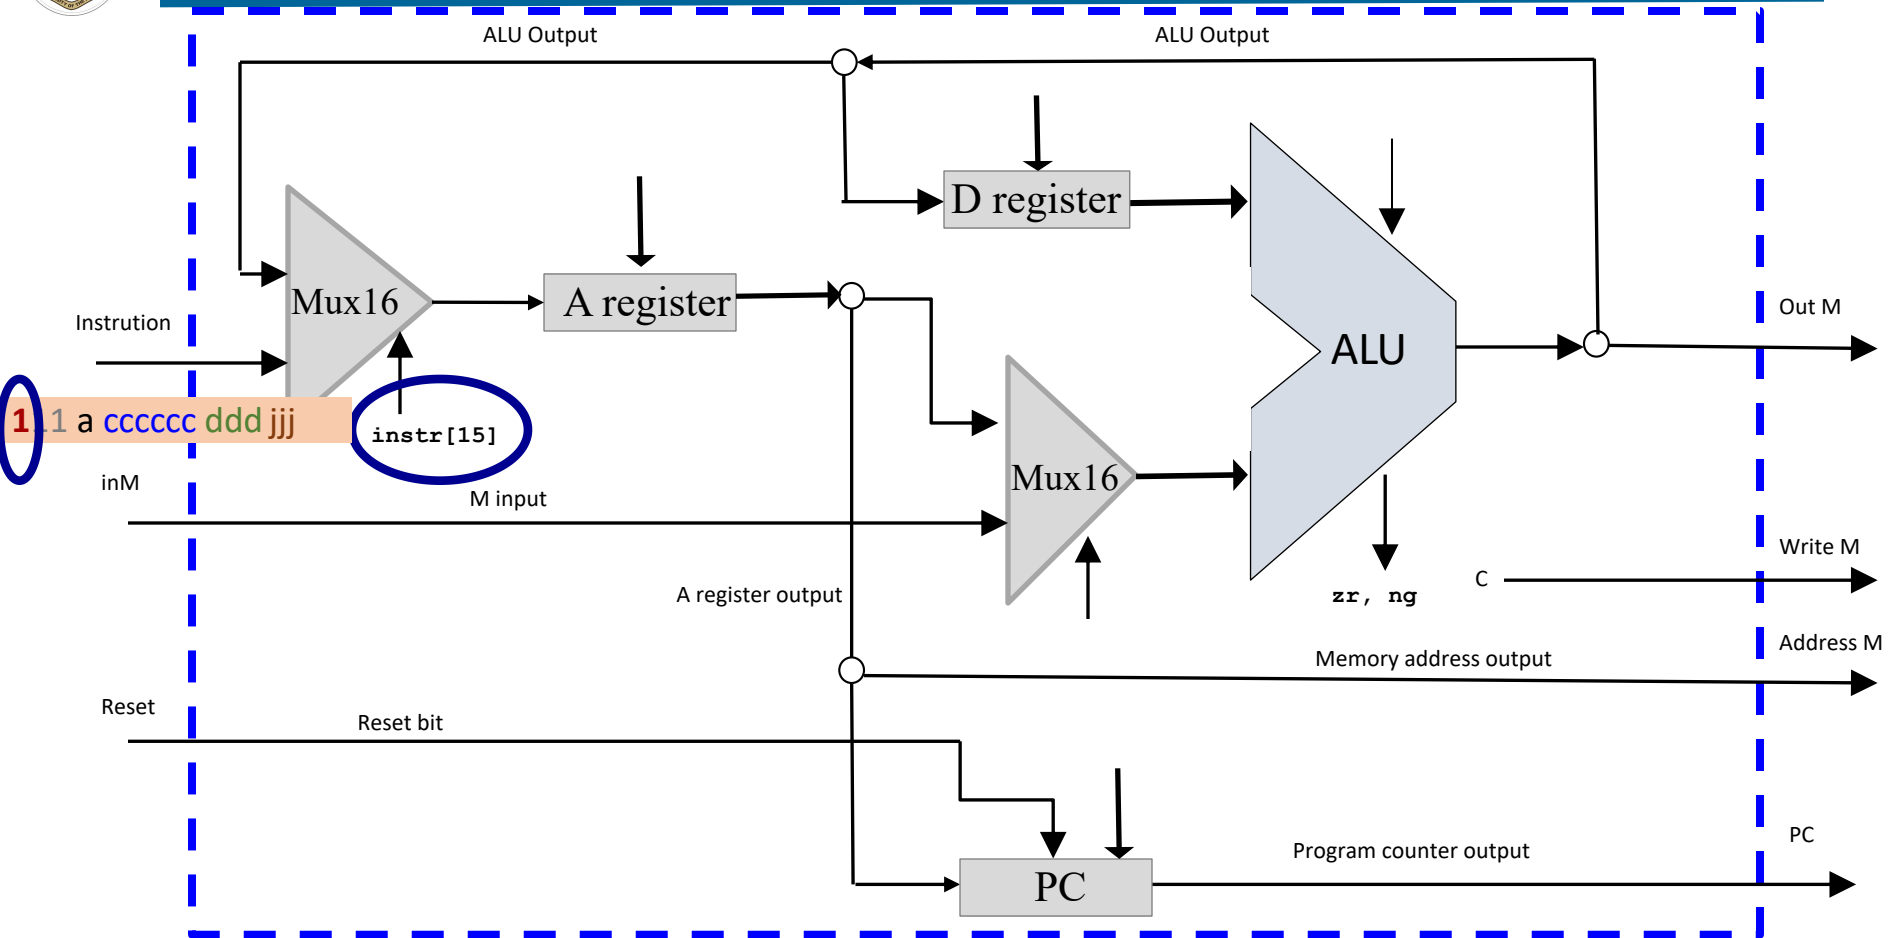 ALU Output
ALU Output
D register
Mux16
A register
Instrution
Out M
ALU
111 a cccccc ddd jjj
instr[15]
inM
M input
Mux16
Write M
C
zr, ng
A register output
Address M
Memory address output
Reset
Reset bit
PC
Program counter output
PC